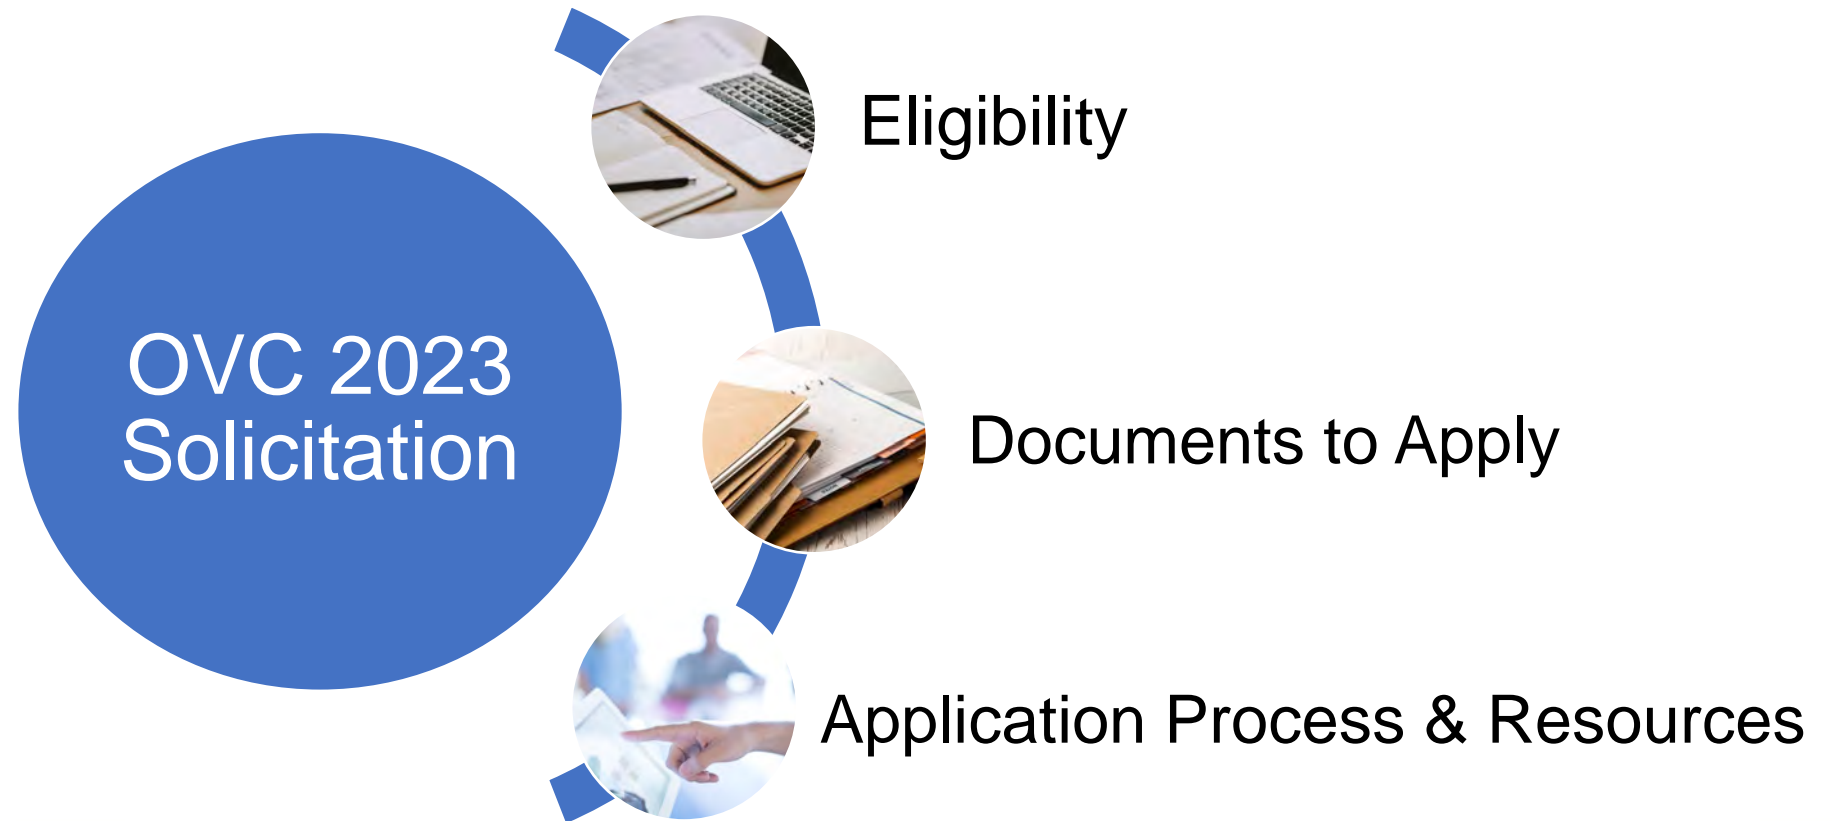 OVC 2023
Solicitation
Eligibility
Documents to Apply
Application Process & Resources